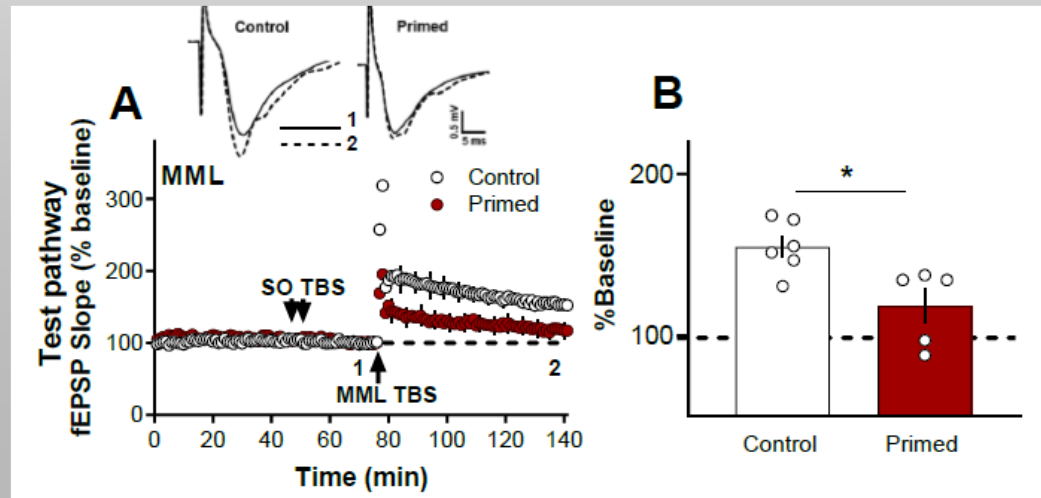 Control
Primed
1
2
0.5 mV
5 ms
A
MML
Control
Primed
Test pathway
fEPSP Slope (% baseline)
300
200
100
0
SO TBS
1
2
MML TBS
0
20
40
60
80
100
120
140
Time (min)
B
%Baseline
200
100
*
Control
Primed